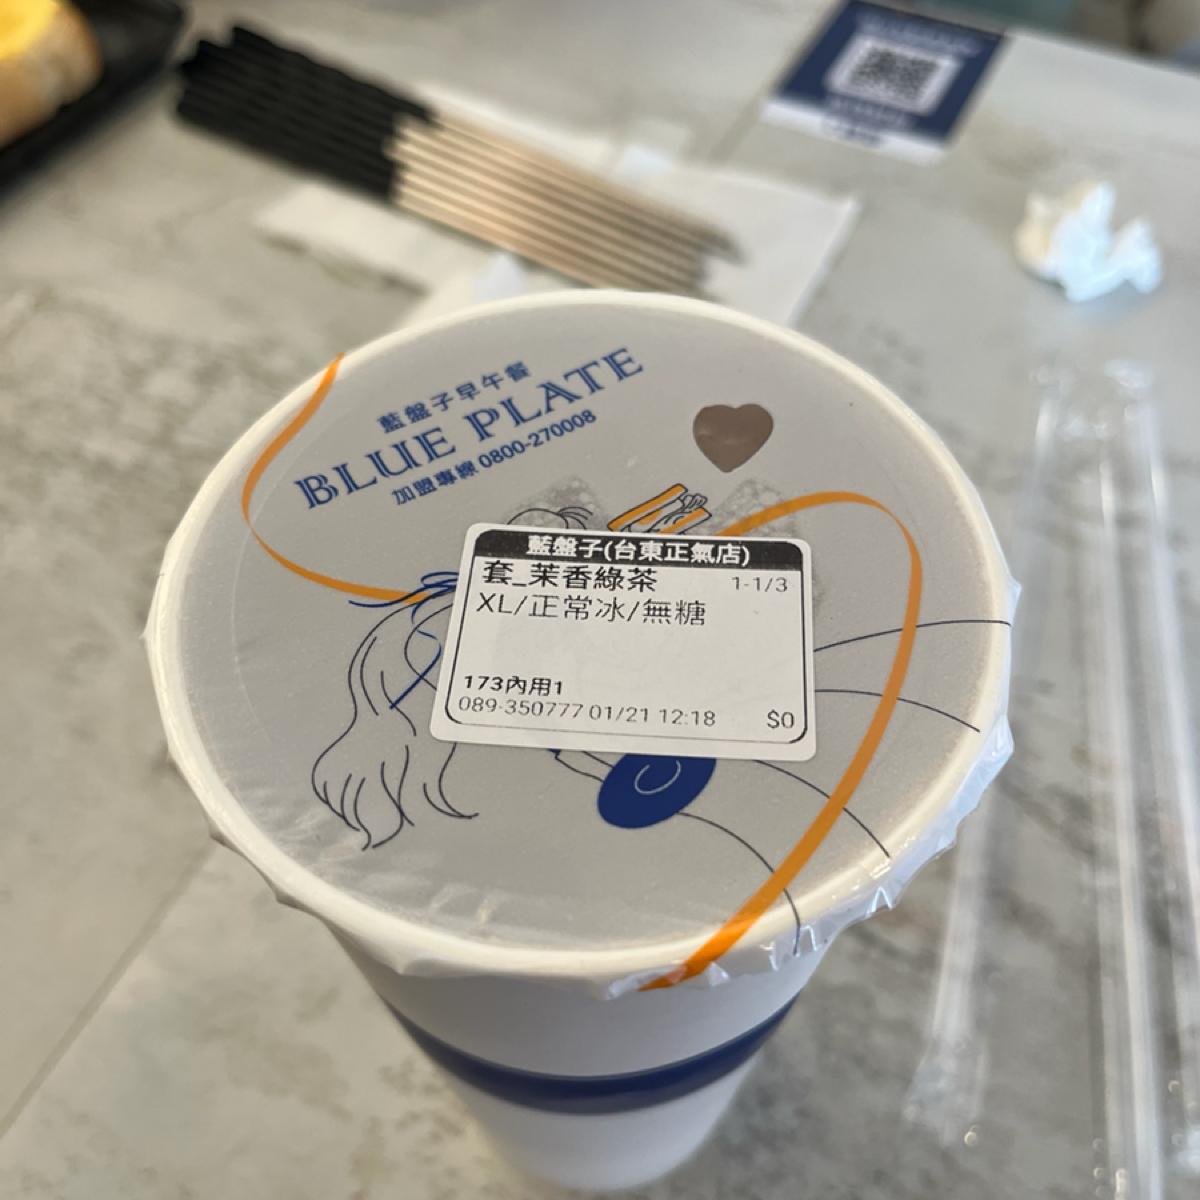 藍盤子早午餐
BLUE PLATE
加盟專線 0800-270008
藍盤子(台東正氣店)
套_茉香綠茶 1-1/3
XL/正常冰/無糖
173內用1
089-350777 01/21 12:18 $0